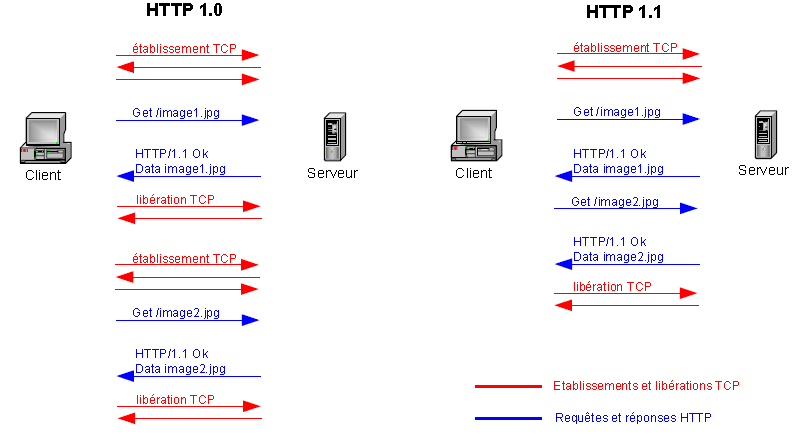 HTTP 1.0
établissement TCP
Get /image1.jpg
HTTP/1.1 Ok
Data image1.jpg
Client
Serveur
libération TCP
établissement TCP
Get /image2.jpg
HTTP/1.1 Ok
Data image2.jpg
libération TCP
HTTP 1.1
établissement TCP
Get /image1.jpg
HTTP/1.1 Ok
Data image1.jpg
Client
Serveur
Get /image2.jpg
HTTP/1.1 Ok
Data image2.jpg
libération TCP
Etablissements et libérations TCP
Requêtes et réponses HTTP